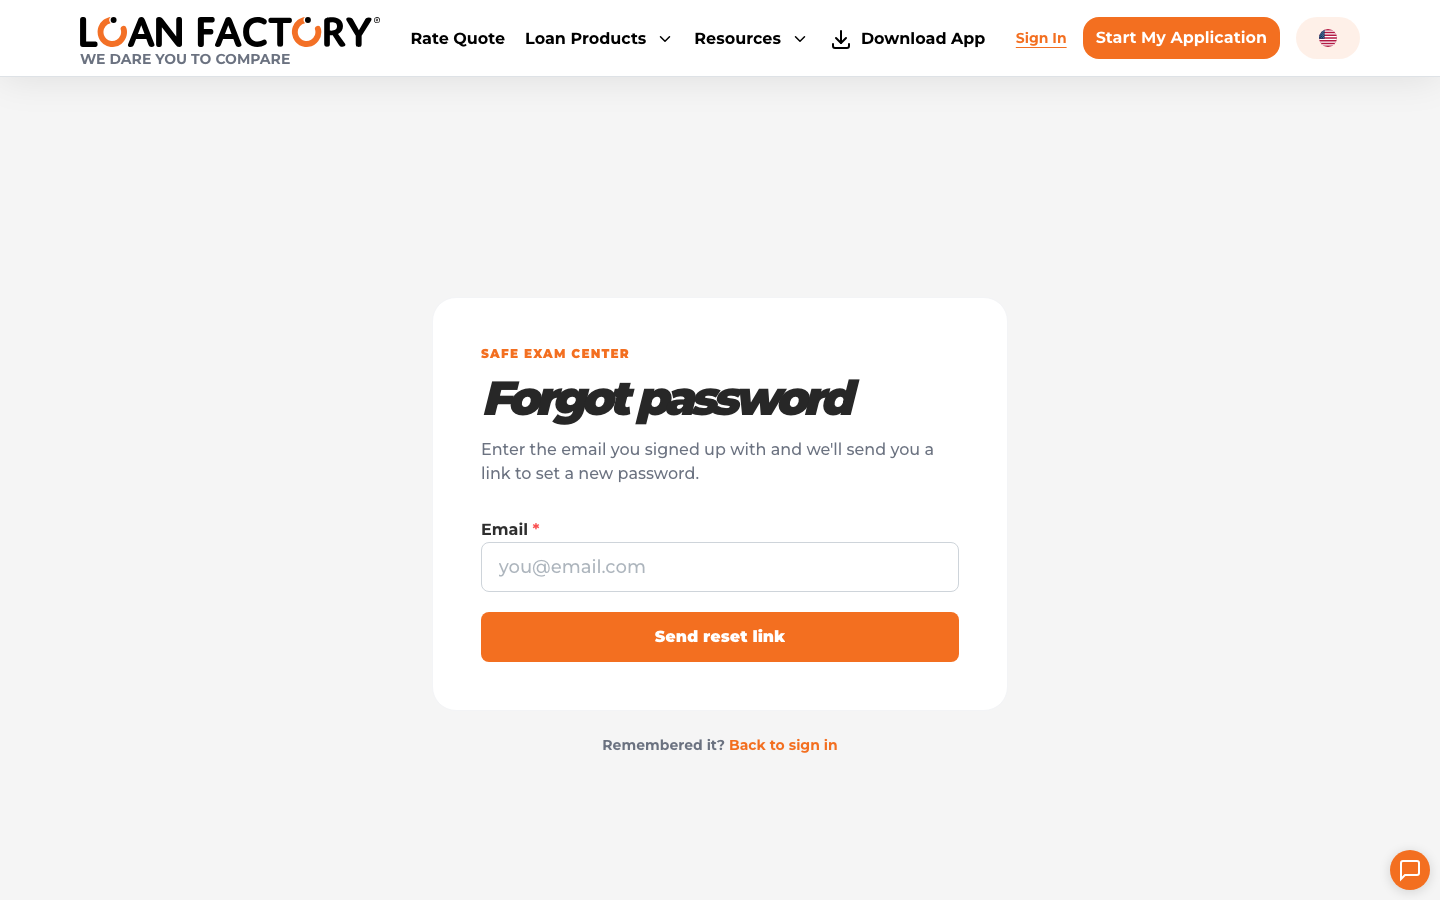 LOAN FACTORY®
WE DARE YOU TO COMPARE
Rate Quote
Loan Products
Resources
Download App
Sign In
Start My Application
SAFE EXAM CENTER
Forgot password
Enter the email you signed up with and we'll send you a
link to set a new password.
Email *
you@email.com
Send reset link
Remembered it? Back to sign in